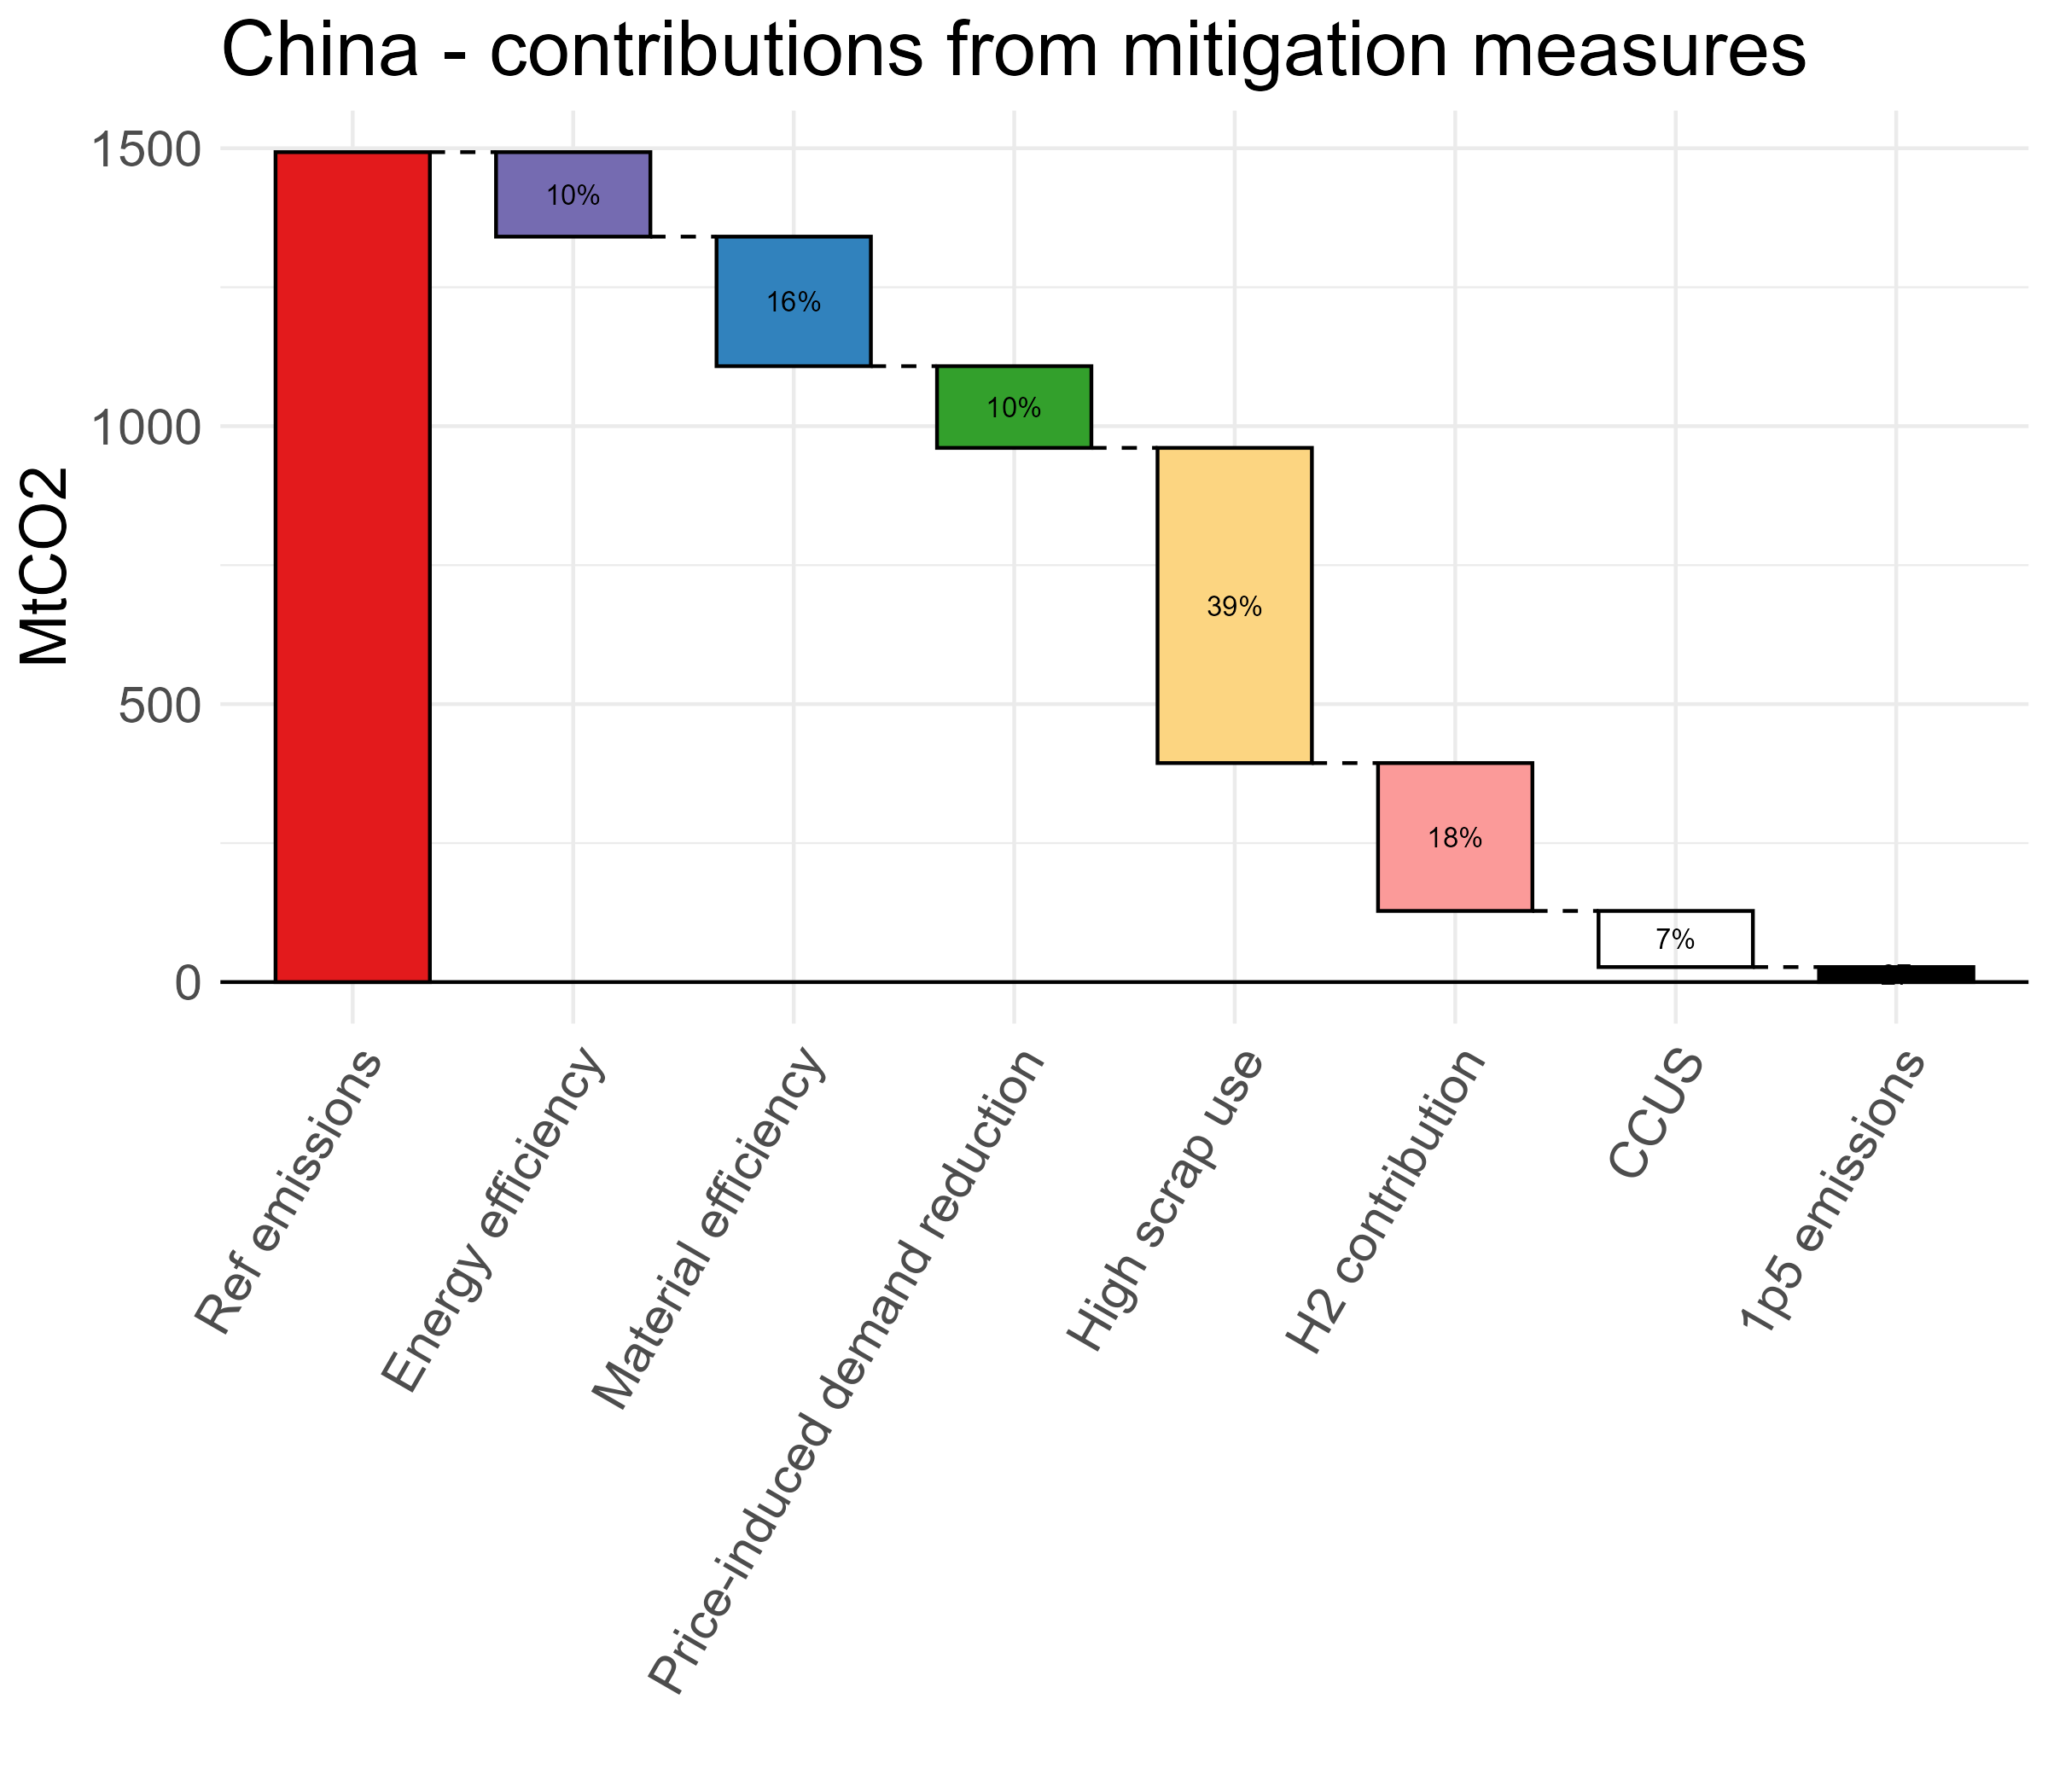 China - contributions from mitigation measures
MtCO2
1500
1000
500
0
10%
16%
10%
39%
18%
7%
Ref emissions
Energy efficiency
Material efficiency
Price-induced demand reduction
High scrap use
H2 contribution
CCUS
1p5 emissions